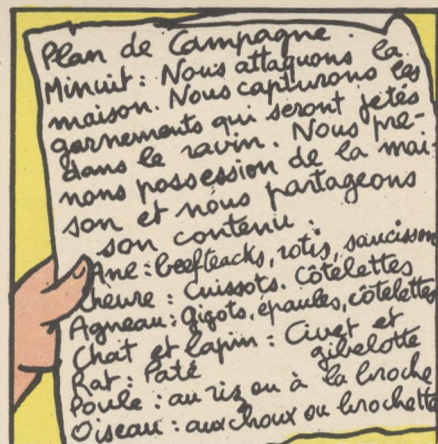 Plan de Campagne.
Minuit : Nous attaquons la
maison. Nous capturons les
garnements qui seront jetés
dans le ravin. Nous pre-
nons possession de la mai-
son et nous partageons
son contenu :
Ane : beefteacks, rotis, saucisson
Chèvre : Cuissots. Côtelettes
Agneau : gigots, épaules, côtelettes
Chat et lapin : Civet et
gibelotte
Rat : Paté
Poule : au riz ou à la broche
Oiseau : aux choux ou brochette